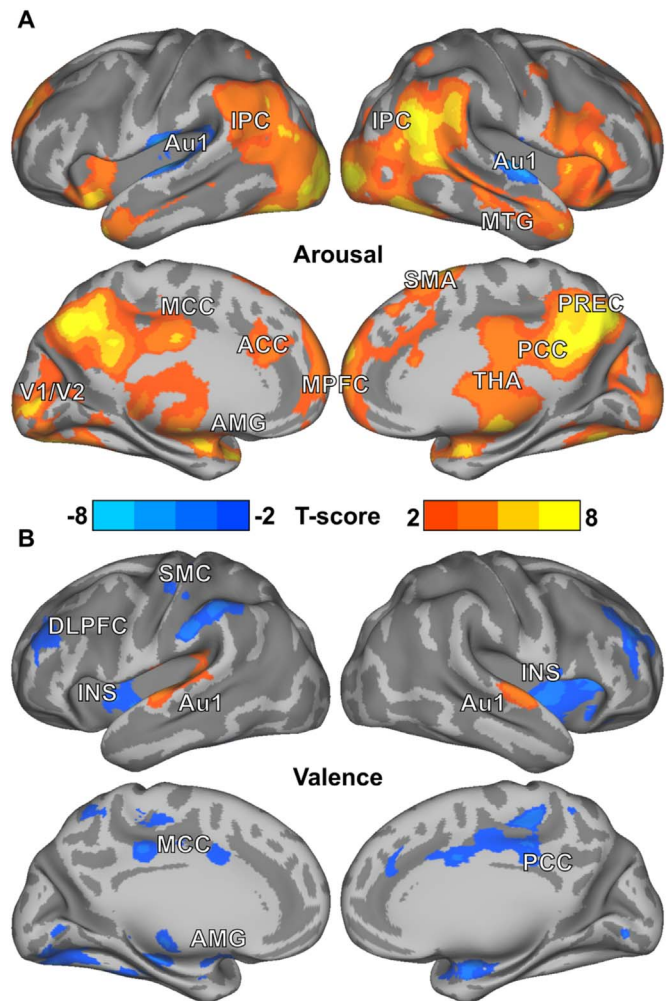 A
IPC
IPC
Au1
Au1
MTG
Arousal
SMA
MCC
PREC
ACC
PCC
V1/V2
MPFC
THA
AMG
-8 -2 T-score 2 8
B
SMC
DLPFC
INS
INS
Au1
Au1
Valence
MCC
PCC
AMG